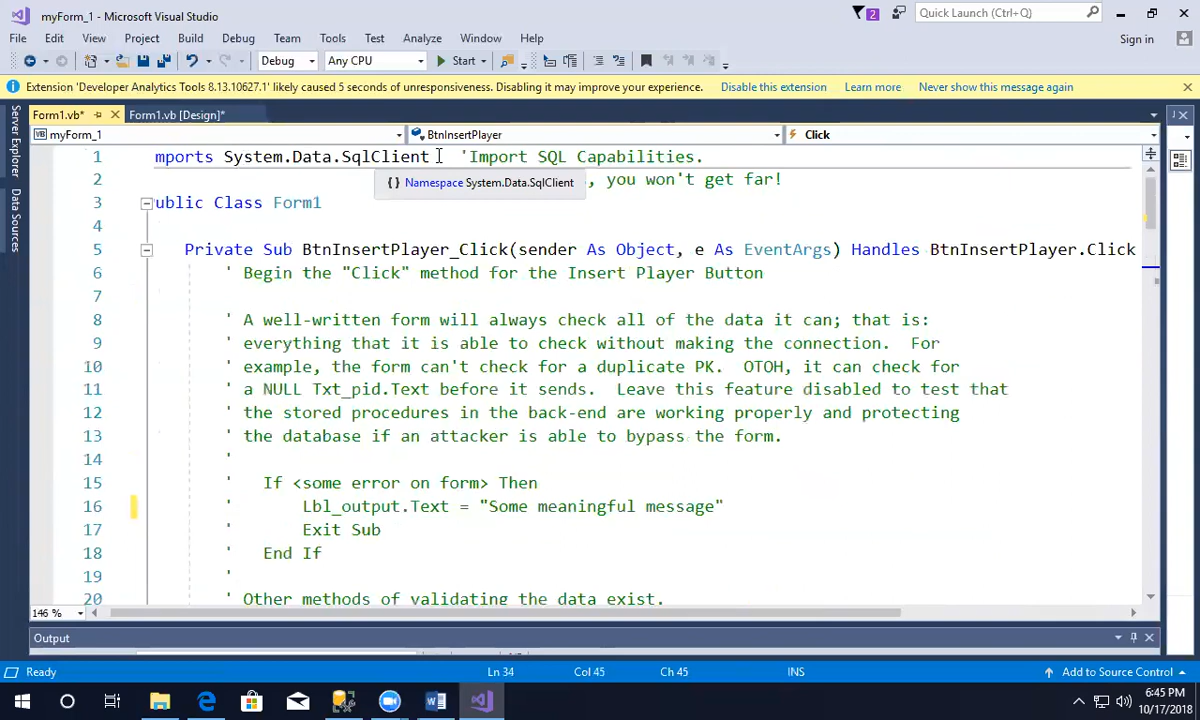 myForm_1 - Microsoft Visual Studio
2
Quick Launch (Ctrl+Q)
File Edit View Project Build Debug Team Tools Test Analyze Window Help
Sign in
Debug Any CPU Start
Extension 'Developer Analytics Tools 8.13.10627.1' likely caused 5 seconds of unresponsiveness. Disabling it may improve your experience. Disable this extension Learn more Never show this message again
Server Explorer
Data Sources
Form1.vb* Form1.vb [Design]*
VB myForm_1 BtnInsertPlayer Click
1 mports System.Data.SqlClient 'Import SQL Capabilities.
2 , you won't get far!
{ } Namespace System.Data.SqlClient
3 ublic Class Form1
4
5 Private Sub BtnInsertPlayer_Click(sender As Object, e As EventArgs) Handles BtnInsertPlayer.Click
6 ' Begin the "Click" method for the Insert Player Button
7
8 ' A well-written form will always check all of the data it can; that is:
9 ' everything that it is able to check without making the connection. For
10 ' example, the form can't check for a duplicate PK. OTOH, it can check for
11 ' a NULL Txt_pid.Text before it sends. Leave this feature disabled to test that
12 ' the stored procedures in the back-end are working properly and protecting
13 ' the database if an attacker is able to bypass the form.
14 '
15 ' If <some error on form> Then
16 ' Lbl_output.Text = "Some meaningful message"
17 ' Exit Sub
18 ' End If
19 '
20 ' Other methods of validating the data exist.
146 %
Output
Ready Ln 34 Col 45 Ch 45 INS Add to Source Control
6:45 PM
10/17/2018